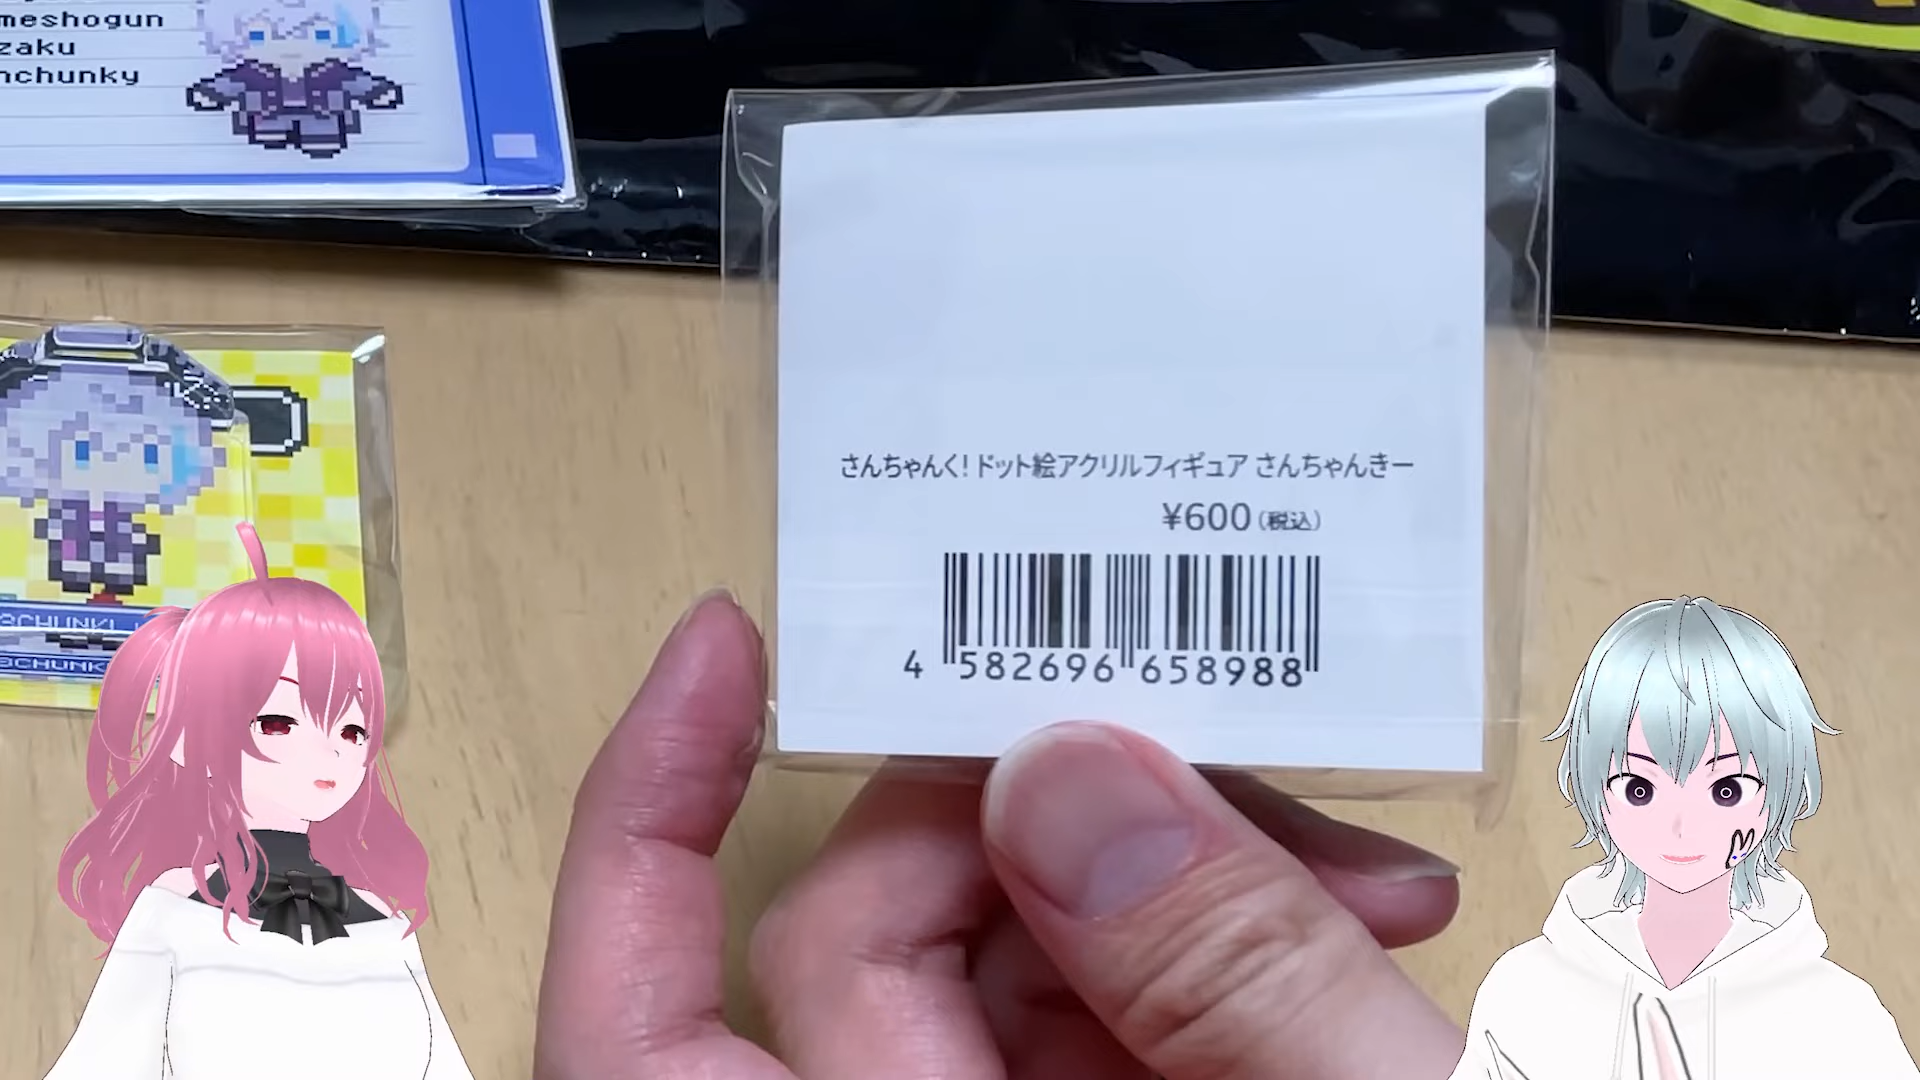 meshogun
zaku
nchunky
さんちゃんく! ドット絵アクリルフィギュア さんちゃんきー
¥600(税込)
4 582696 658988